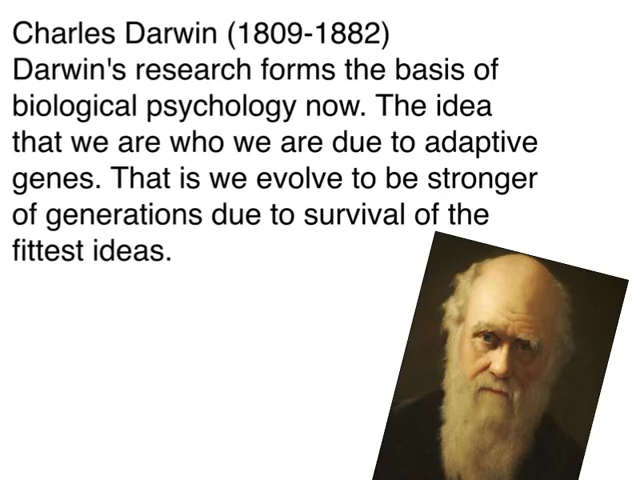 Charles Darwin (1809-1882)
Darwin's research forms the basis of
biological psychology now. The idea
that we are who we are due to adaptive
genes. That is we evolve to be stronger
of generations due to survival of the
fittest ideas.